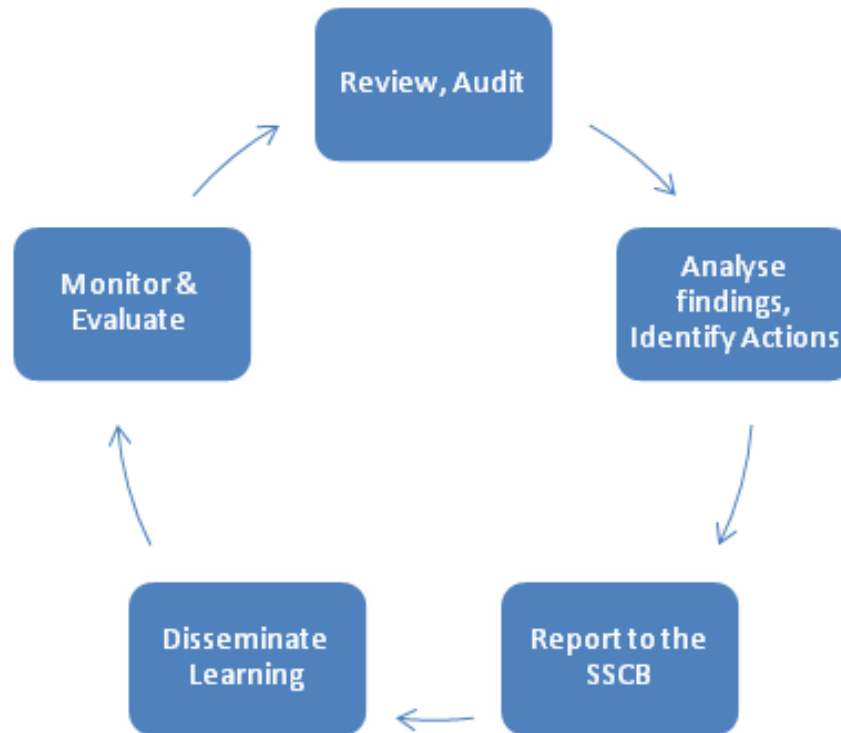 Review, Audit
Analyse
findings,
Identify Actions
Report to the
SSCB
Disseminate
Learning
Monitor &
Evaluate